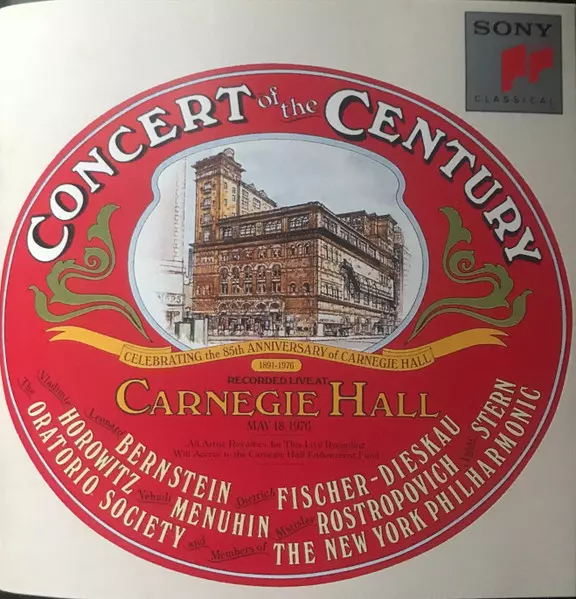 SONY
CLASSICAL
CONCERT of the CENTURY
CELEBRATING the 85th ANNIVERSARY of CARNEGIE HALL
1891-1976
RECORDED LIVE AT
CARNEGIE HALL
MAY 18, 1976
All Artist Royalties for This Live Recording
Will Accrue to the Carnegie Hall Endowment Fund
Leonard BERNSTEIN
Dietrich FISCHER-DIESKAU
Vladimir HOROWITZ
Yehudi MENUHIN
Mstislav ROSTROPOVICH
Isaac STERN
The ORATORIO SOCIETY
and Members of THE NEW YORK PHILHARMONIC